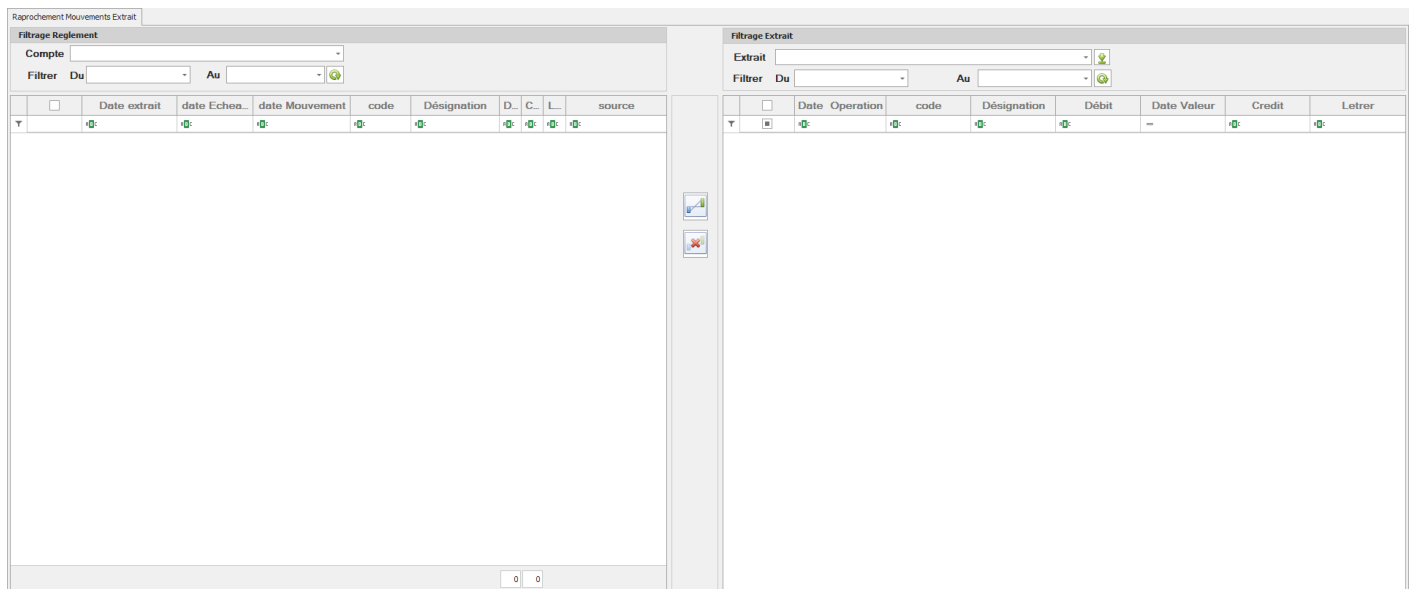 Raprochement Mouvements Extrait
Filtrage Reglement
Compte
Filtrer Du Au
Date extrait date Echea... date Mouvement code Désignation D... C... L... source
0 0
Filtrage Extrait
Extrait
Filtrer Du Au
Date Operation code Désignation Débit Date Valeur Credit Letrer